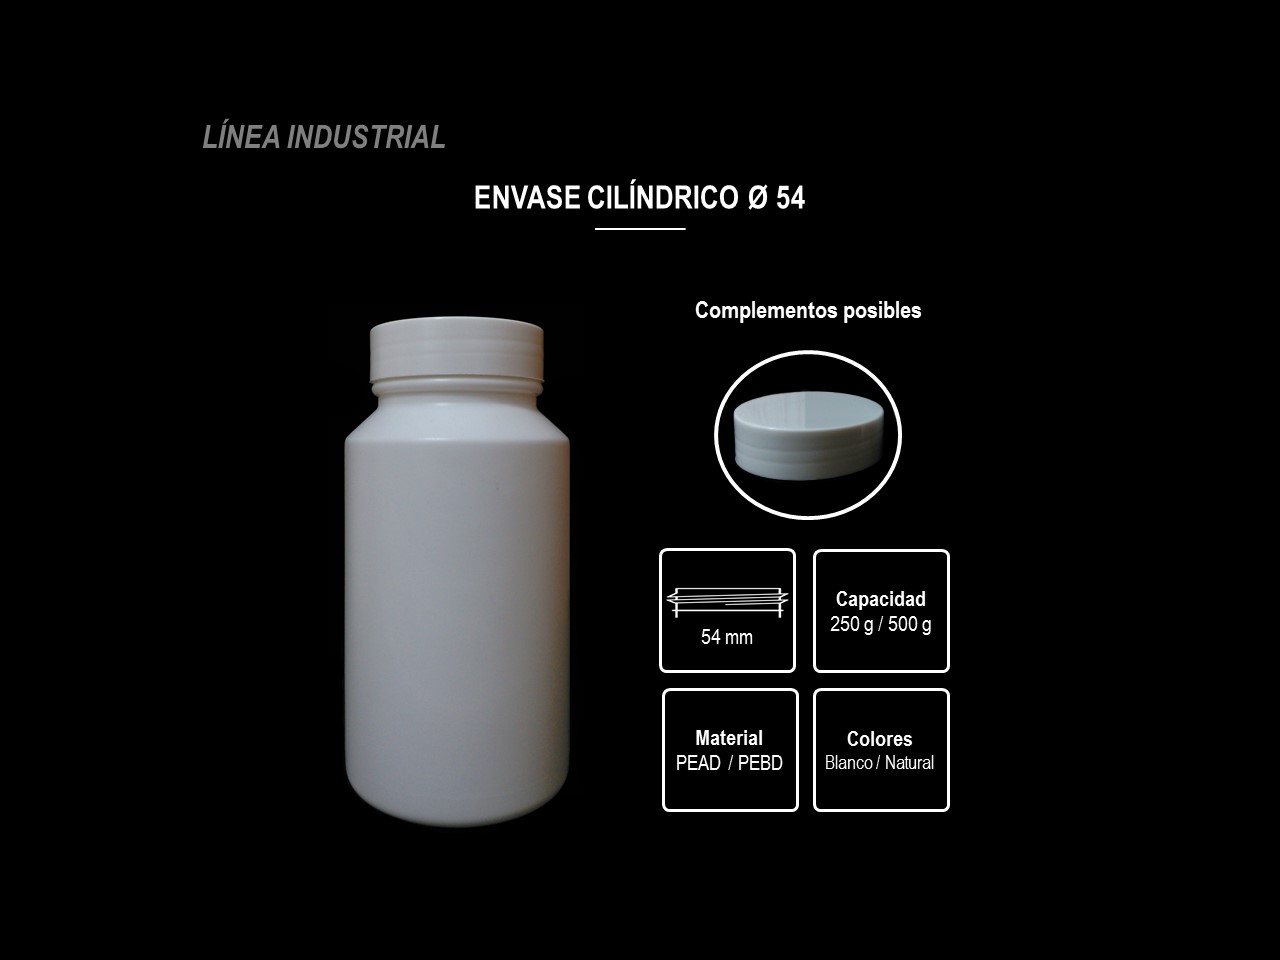 LÍNEA INDUSTRIAL
ENVASE CILÍNDRICO Ø 54
Complementos posibles
54 mm
Capacidad
250 g / 500 g
Material
PEAD / PEBD
Colores
Blanco / Natural